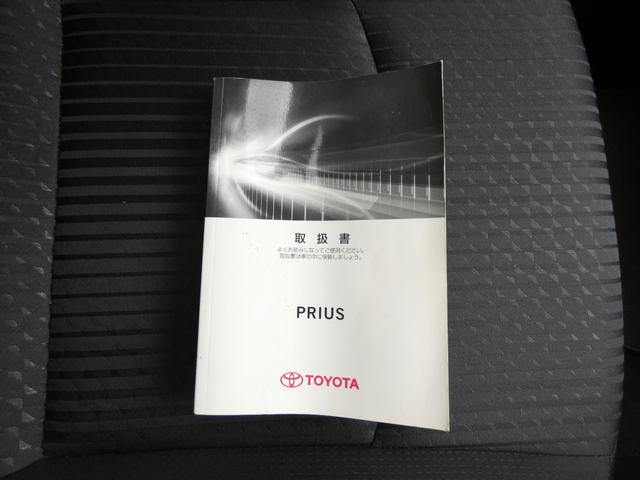 取扱書
よくお読みになってご使用ください。
取扱書は車の中に保管しましょう。
PRIUS
TOYOTA